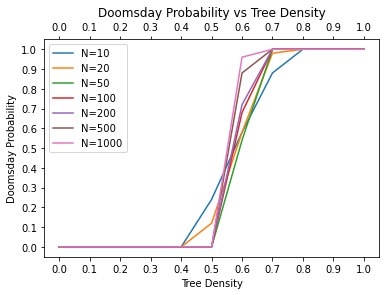 Doomsday Probability vs Tree Density
0.0 0.1 0.2 0.3 0.4 0.5 0.6 0.7 0.8 0.9 1.0
1.0
0.9
0.8
0.7
0.6
0.5
0.4
0.3
0.2
0.1
0.0
Doomsday Probability
N=10
N=20
N=50
N=100
N=200
N=500
N=1000
0.0 0.1 0.2 0.3 0.4 0.5 0.6 0.7 0.8 0.9 1.0
Tree Density